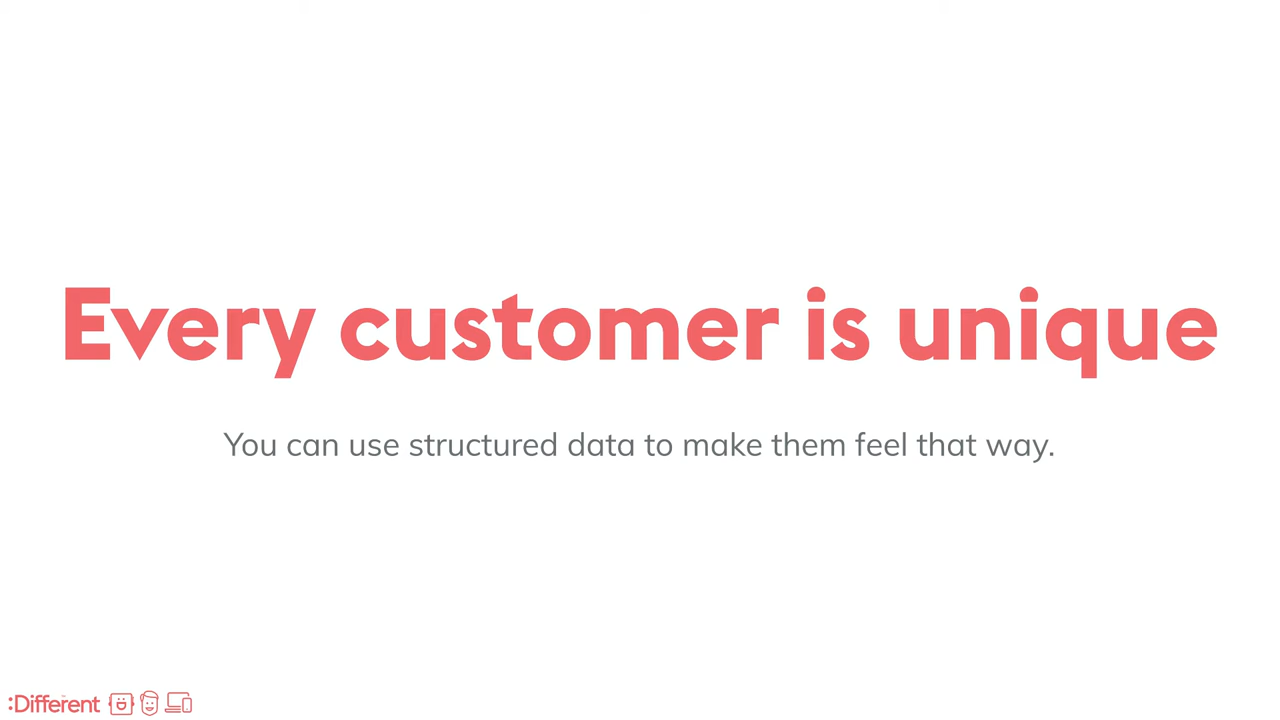 Every customer is unique
You can use structured data to make them feel that way.
:Different